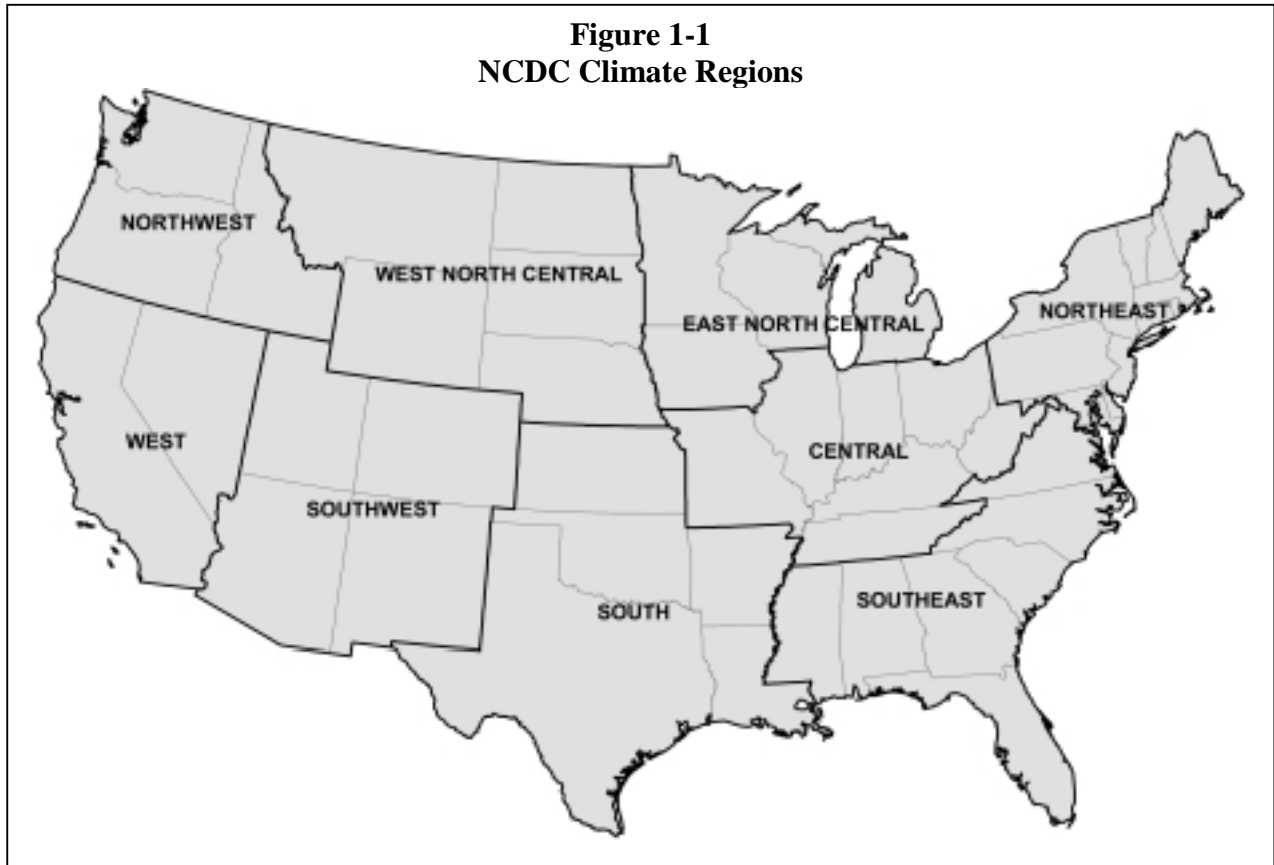 Figure 1-1
NCDC Climate Regions
NORTHWEST
WEST NORTH CENTRAL
EAST NORTH CENTRAL
NORTHEAST
WEST
CENTRAL
SOUTHWEST
SOUTH
SOUTHEAST